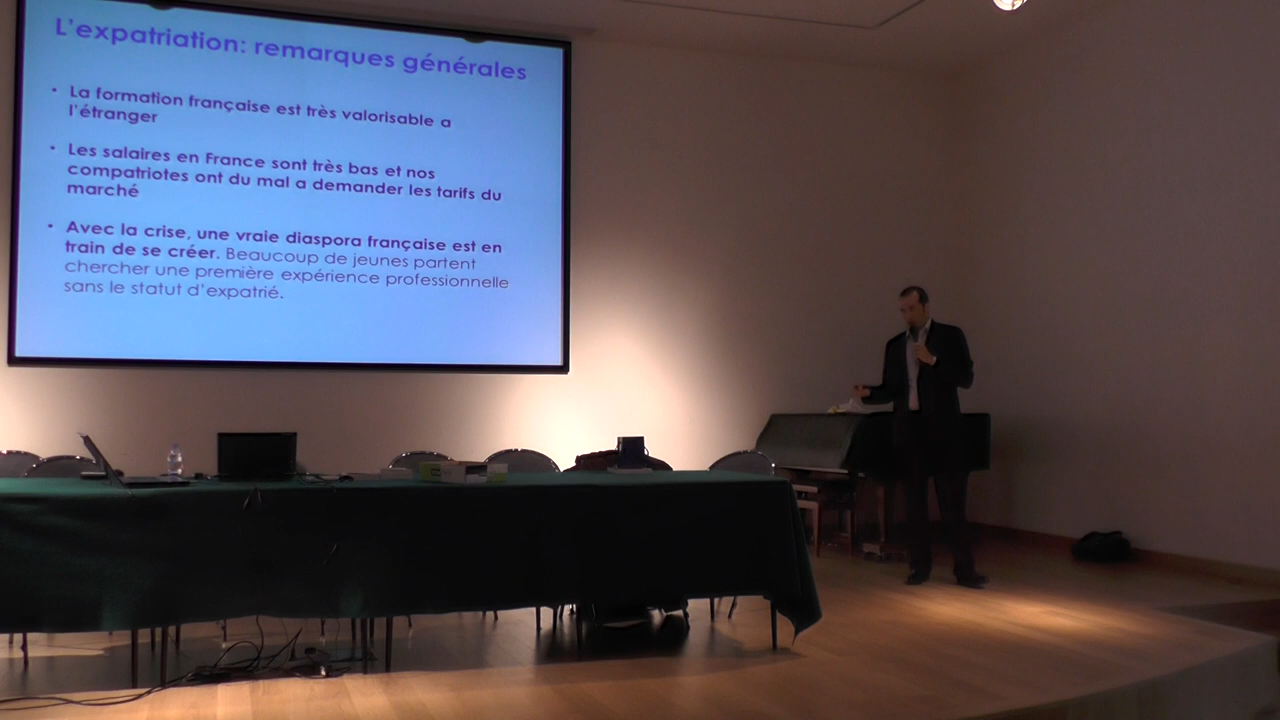 L'expatriation: remarques générales
• La formation française est très valorisable a
l'étranger
• Les salaires en France sont très bas et nos
compatriotes ont du mal a demander les tarifs du
marché
• Avec la crise, une vraie diaspora française est en
train de se créer. Beaucoup de jeunes partent
chercher une première expérience professionnelle
sans le statut d'expatrié.